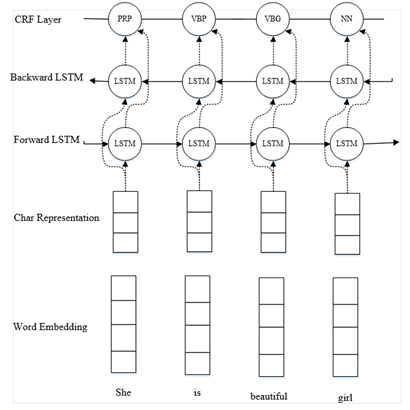 CRF Layer PRP VBP VBG NN
Backward LSTM LSTM LSTM LSTM LSTM
Forward LSTM LSTM LSTM LSTM LSTM
Char Representation
Word Embedding
She is beautiful girl